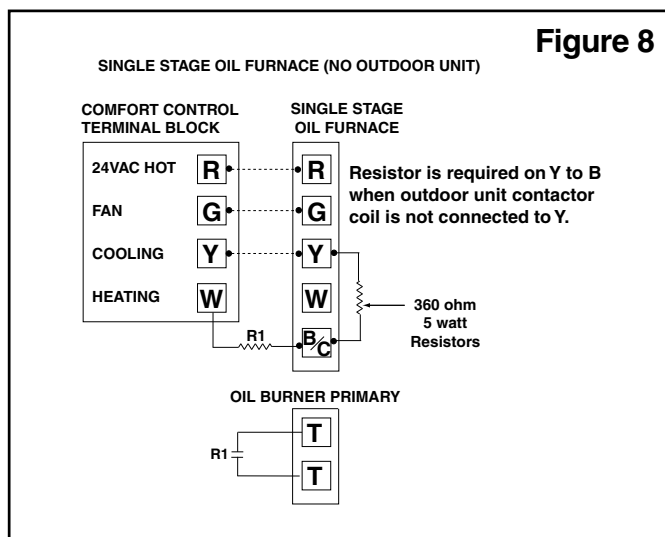 Figure 8
SINGLE STAGE OIL FURNACE (NO OUTDOOR UNIT)
COMFORT CONTROL
TERMINAL BLOCK
SINGLE STAGE
OIL FURNACE
24VAC HOT R R
FAN G G
COOLING Y Y
HEATING W W
Resistor is required on Y to B
when outdoor unit contactor
coil is not connected to Y.
360 ohm
5 watt
Resistors
R1
B/C
OIL BURNER PRIMARY
T
R1
T